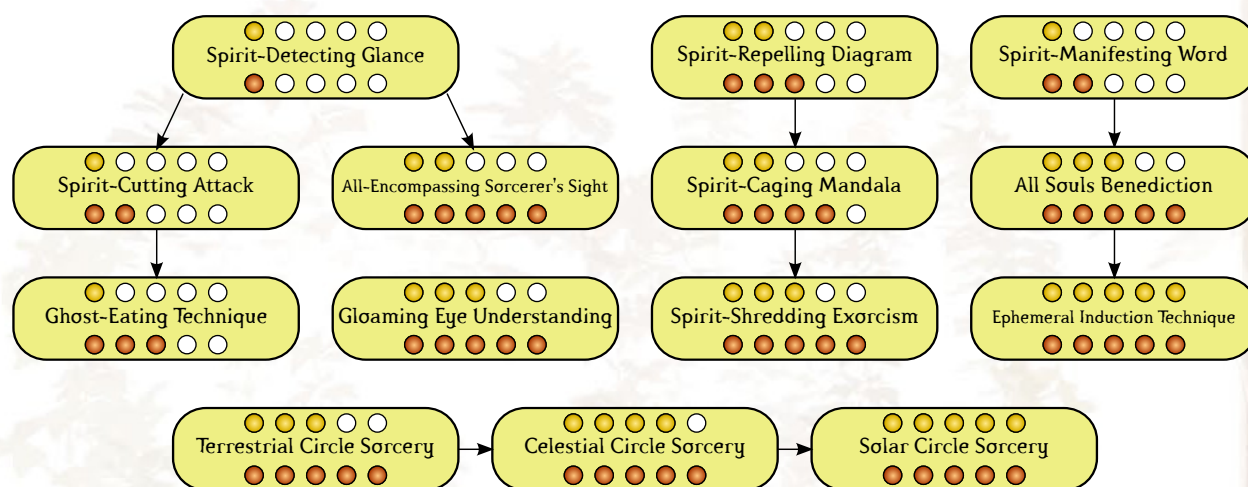 Spirit-Detecting Glance
Spirit-Repelling Diagram
Spirit-Manifesting Word
Spirit-Cutting Attack
All-Encompassing Sorcerer's Sight
Spirit-Caging Mandala
All Souls Benediction
Ghost-Eating Technique
Gloaming Eye Understanding
Spirit-Shredding Exorcism
Ephemeral Induction Technique
Terrestrial Circle Sorcery
Celestial Circle Sorcery
Solar Circle Sorcery